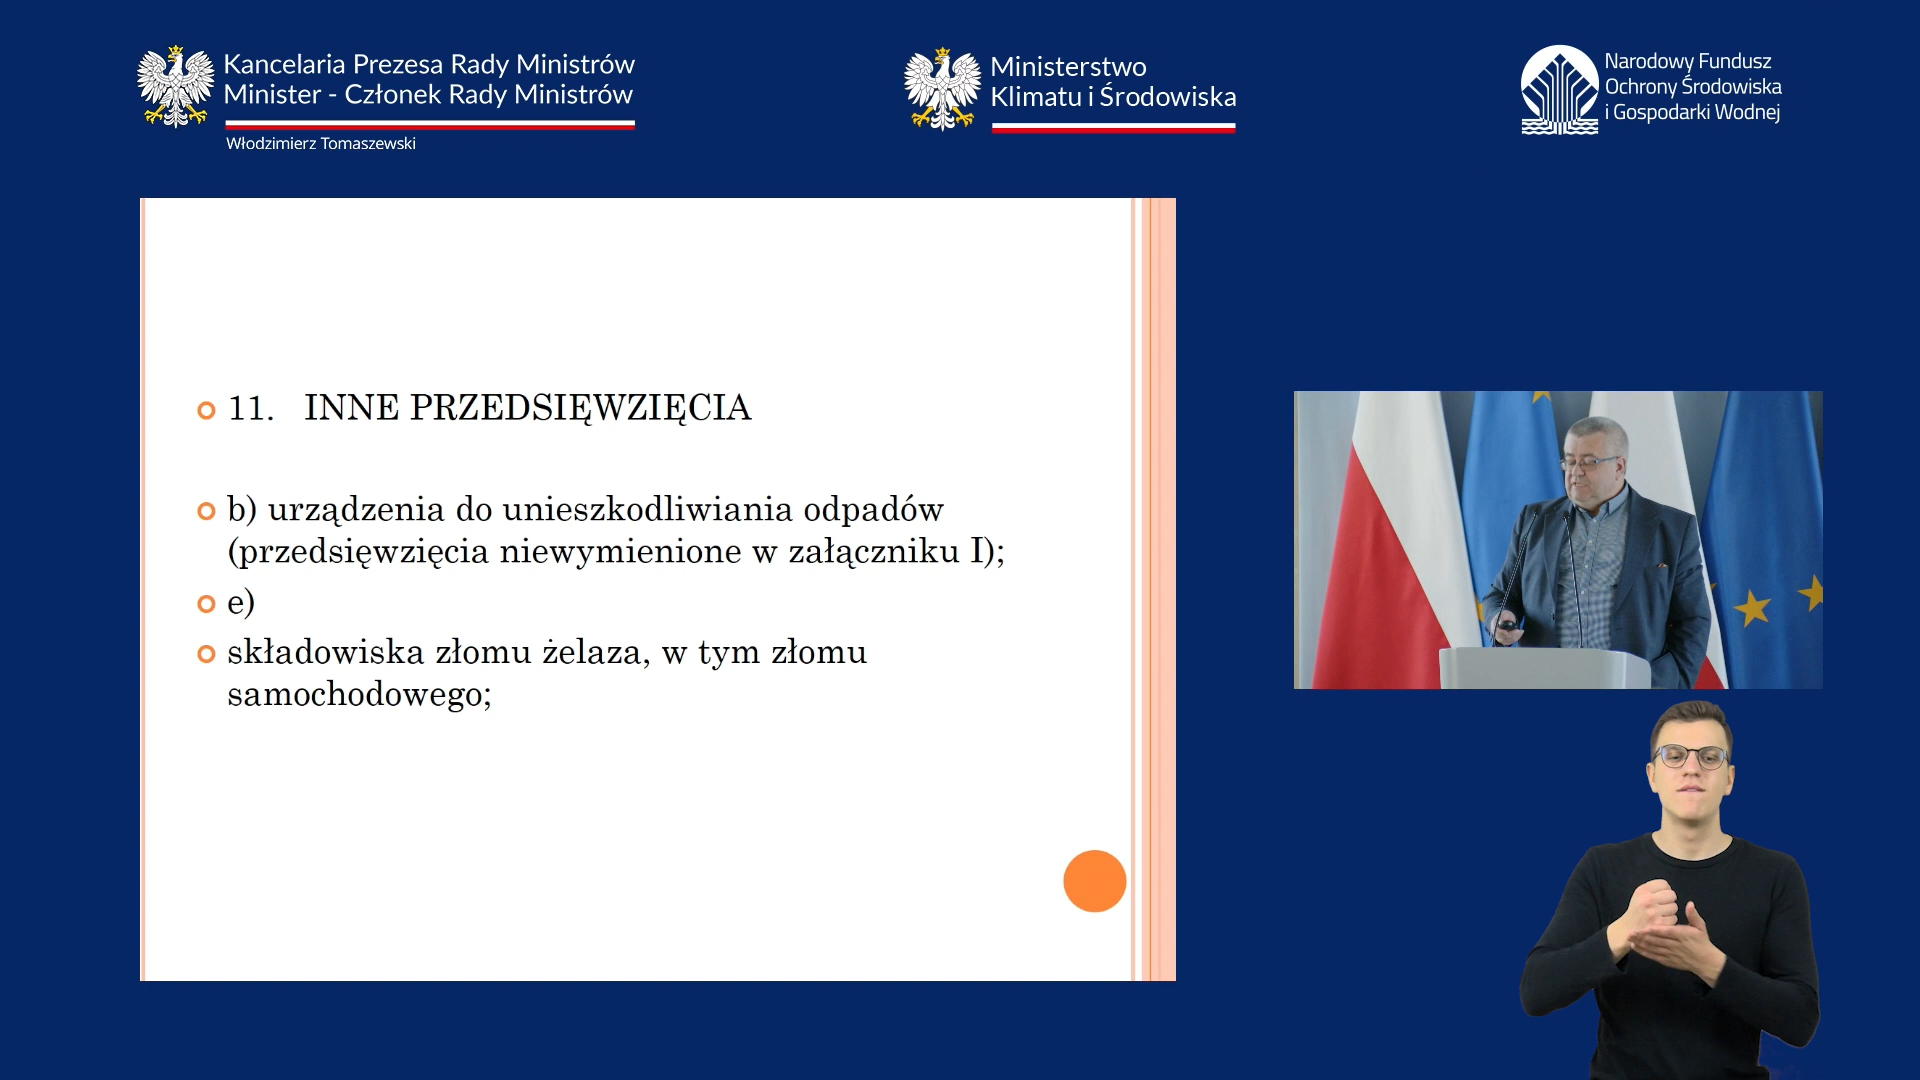 Kancelaria Prezesa Rady Ministrów
Minister - Członek Rady Ministrów
Włodzimierz Tomaszewski
Ministerstwo
Klimatu i Środowiska
Narodowy Fundusz
Ochrony Środowiska
i Gospodarki Wodnej
11. INNE PRZEDSIĘWZIĘCIA
b) urządzenia do unieszkodliwiania odpadów
(przedsięwzięcia niewymienione w załączniku I);
e)
składowiska złomu żelaza, w tym złomu
samochodowego;